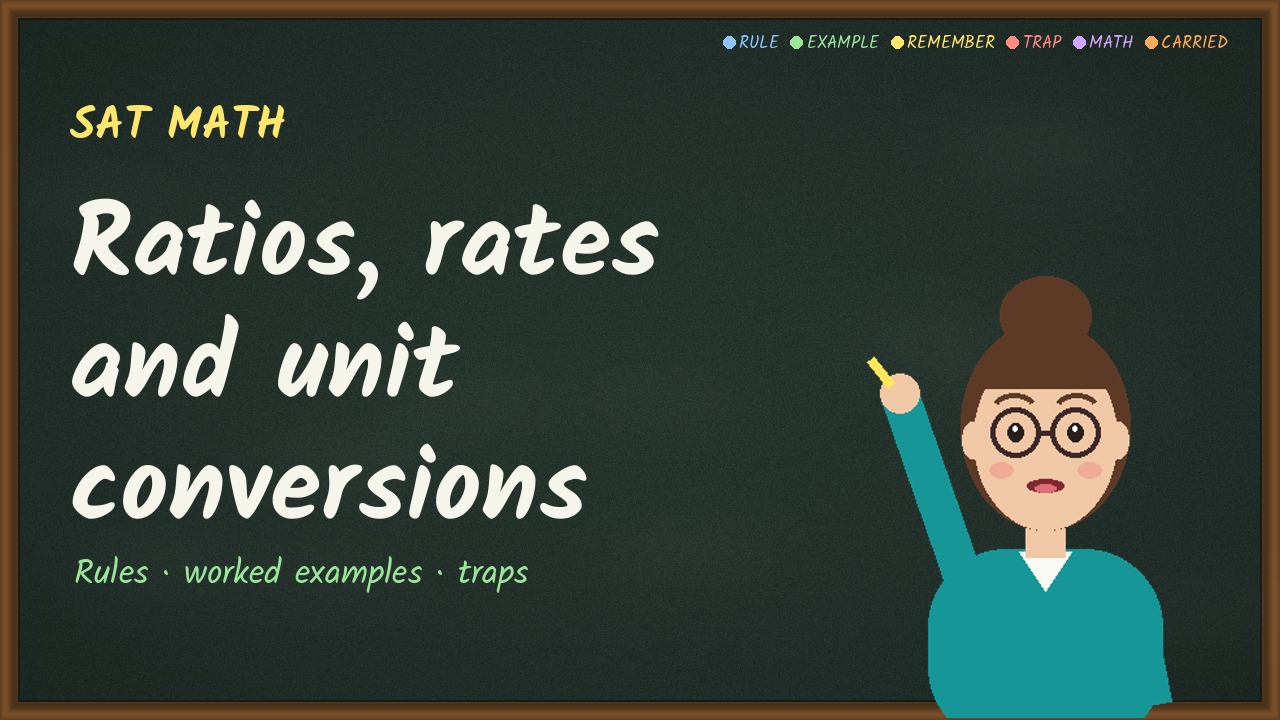 RULE EXAMPLE REMEMBER TRAP MATH CARRIED
SAT MATH
Ratios, rates
and unit
conversions
Rules · worked examples · traps